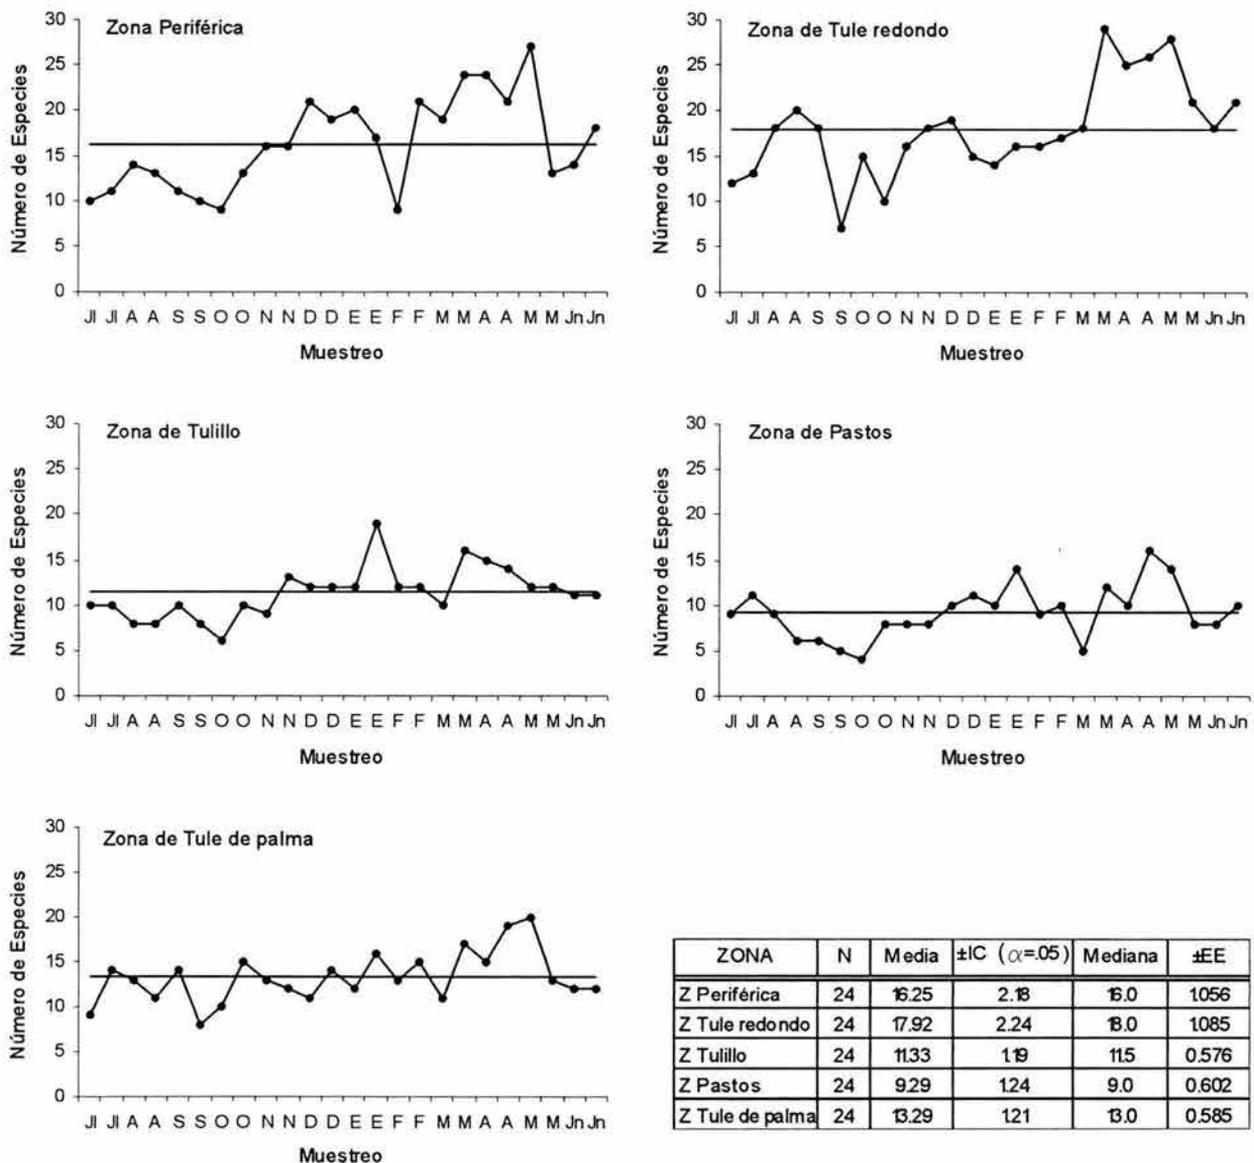 Zona Periférica
30
25
20
15
10
5
0
Número de Especies
Jl Jl A A S S O O N N D D E E F F M M A A M M Jn Jn
Muestreo
Zona de Tule redondo
30
25
20
15
10
5
0
Número de Especies
Jl Jl A A S S O O N N D D E E F F M M A A M M Jn Jn
Muestreo
Zona de Tulillo
30
25
20
15
10
5
0
Número de Especies
Jl Jl A A S S O O N N D D E E F F M M A A M M Jn Jn
Muestreo
Zona de Pastos
30
25
20
15
10
5
0
Número de Especies
Jl Jl A A S S O O N N D D E E F F M M A A M M Jn Jn
Muestreo
Zona de Tule de palma
30
25
20
15
10
5
0
Número de Especies
Jl Jl A A S S O O N N D D E E F F M M A A M M Jn Jn
Muestreo
ZONA N Media ±IC (α=.05) Mediana ±EE
Z Periférica 24 16.25 2.18 16.0 1.056
Z Tule redondo 24 17.92 2.24 18.0 1.085
Z Tulillo 24 11.33 1.19 11.5 0.576
Z Pastos 24 9.29 1.24 9.0 0.602
Z Tule de palma 24 13.29 1.21 13.0 0.585